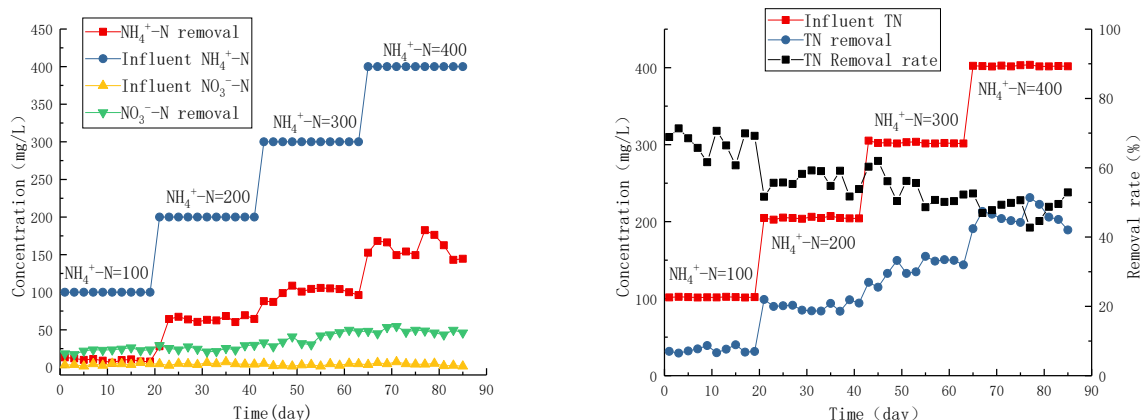 NH₄⁺-N removal
Influent NH₄⁺-N
Influent NO₃⁻-N
NO₃⁻-N removal
NH₄⁺-N=100
NH₄⁺-N=200
NH₄⁺-N=300
NH₄⁺-N=400
Concentration（mg/L）
450
400
350
300
250
200
150
100
50
0
0 10 20 30 40 50 60 70 80 90
Time(day)
Influent TN
TN removal
TN Removal rate
NH₄⁺-N=100
NH₄⁺-N=200
NH₄⁺-N=300
NH₄⁺-N=400
Concentration（mg/L）
400
300
200
100
0
0 10 20 30 40 50 60 70 80 90
Time（day）
100
80
60
40
20
0
Removal rate（%）